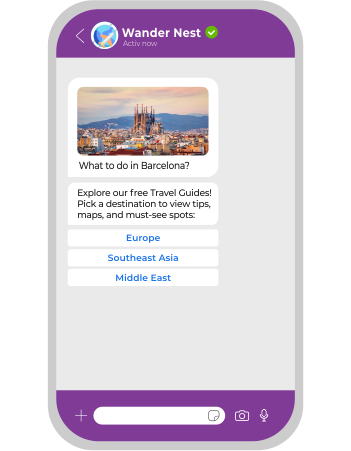 Wander Nest
Activ now
What to do in Barcelona?
Explore our free Travel Guides!
Pick a destination to view tips,
maps, and must-see spots:
Europe
Southeast Asia
Middle East